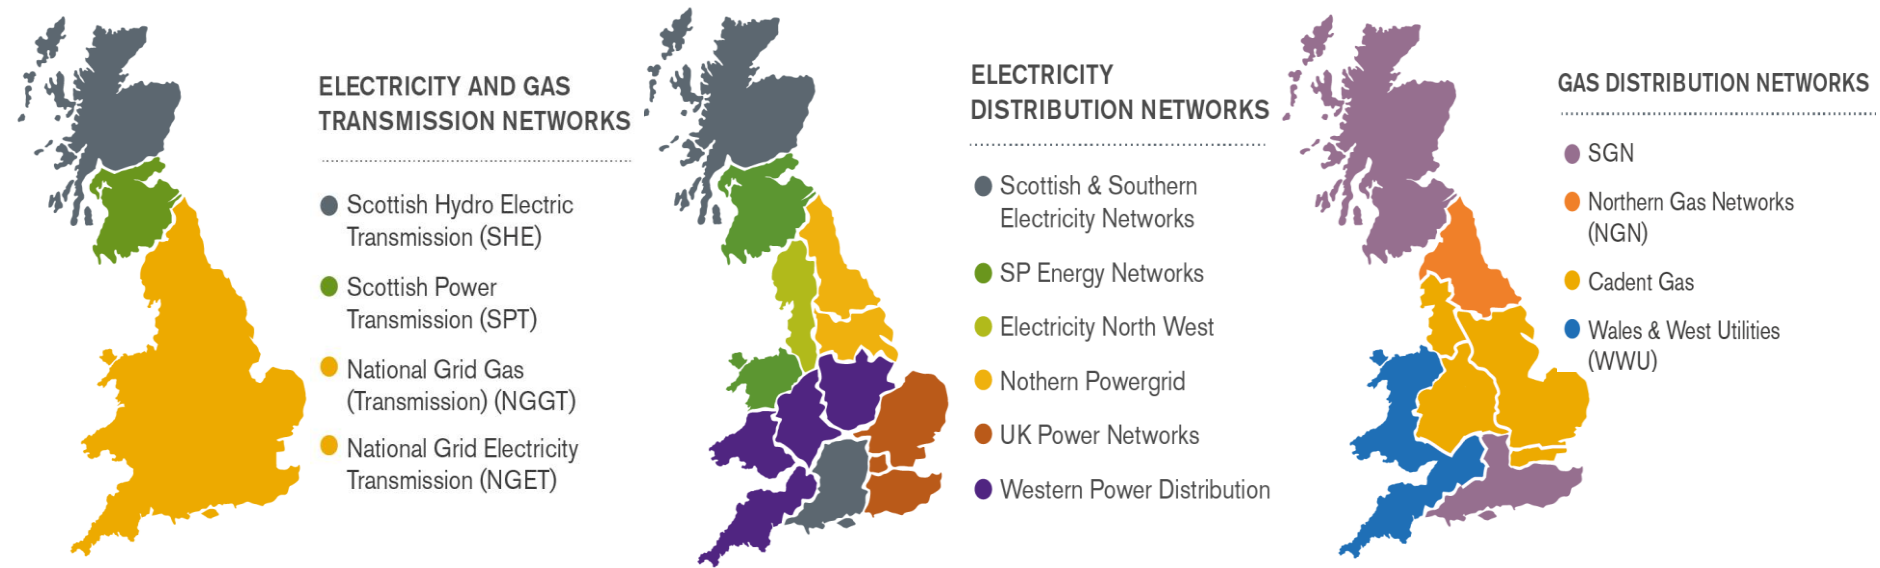 ELECTRICITY AND GAS
TRANSMISSION NETWORKS
Scottish Hydro Electric
Transmission (SHE)
Scottish Power
Transmission (SPT)
National Grid Gas
(Transmission) (NGGT)
National Grid Electricity
Transmission (NGET)
ELECTRICITY
DISTRIBUTION NETWORKS
Scottish & Southern
Electricity Networks
SP Energy Networks
Electricity North West
Nothern Powergrid
UK Power Networks
Western Power Distribution
GAS DISTRIBUTION NETWORKS
SGN
Northern Gas Networks
(NGN)
Cadent Gas
Wales & West Utilities
(WWU)